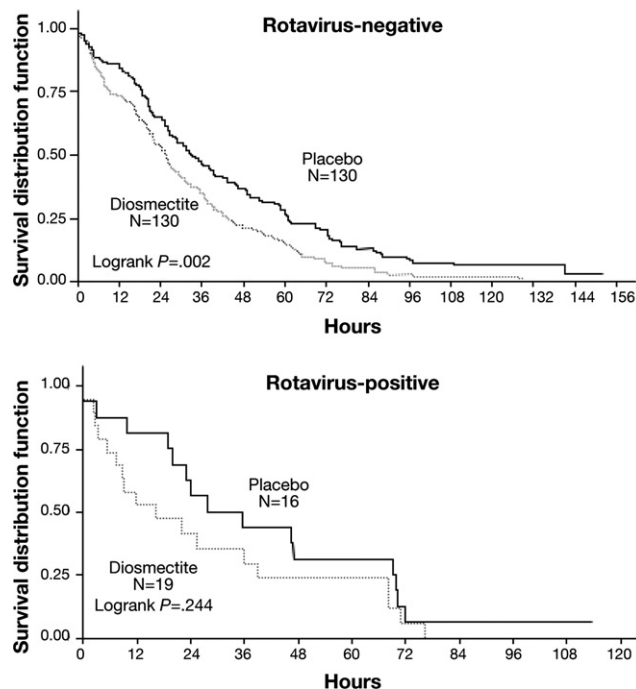 Rotavirus-negative
Survival distribution function
1.00
0.75
0.50
0.25
0.00
Placebo
N=130
Diosmectite
N=130
Logrank P=.002
0 12 24 36 48 60 72 84 96 108 120 132 144 156
Hours
Rotavirus-positive
Survival distribution function
1.00
0.75
0.50
0.25
0.00
Placebo
N=16
Diosmectite
N=19
Logrank P=.244
0 12 24 36 48 60 72 84 96 108 120
Hours